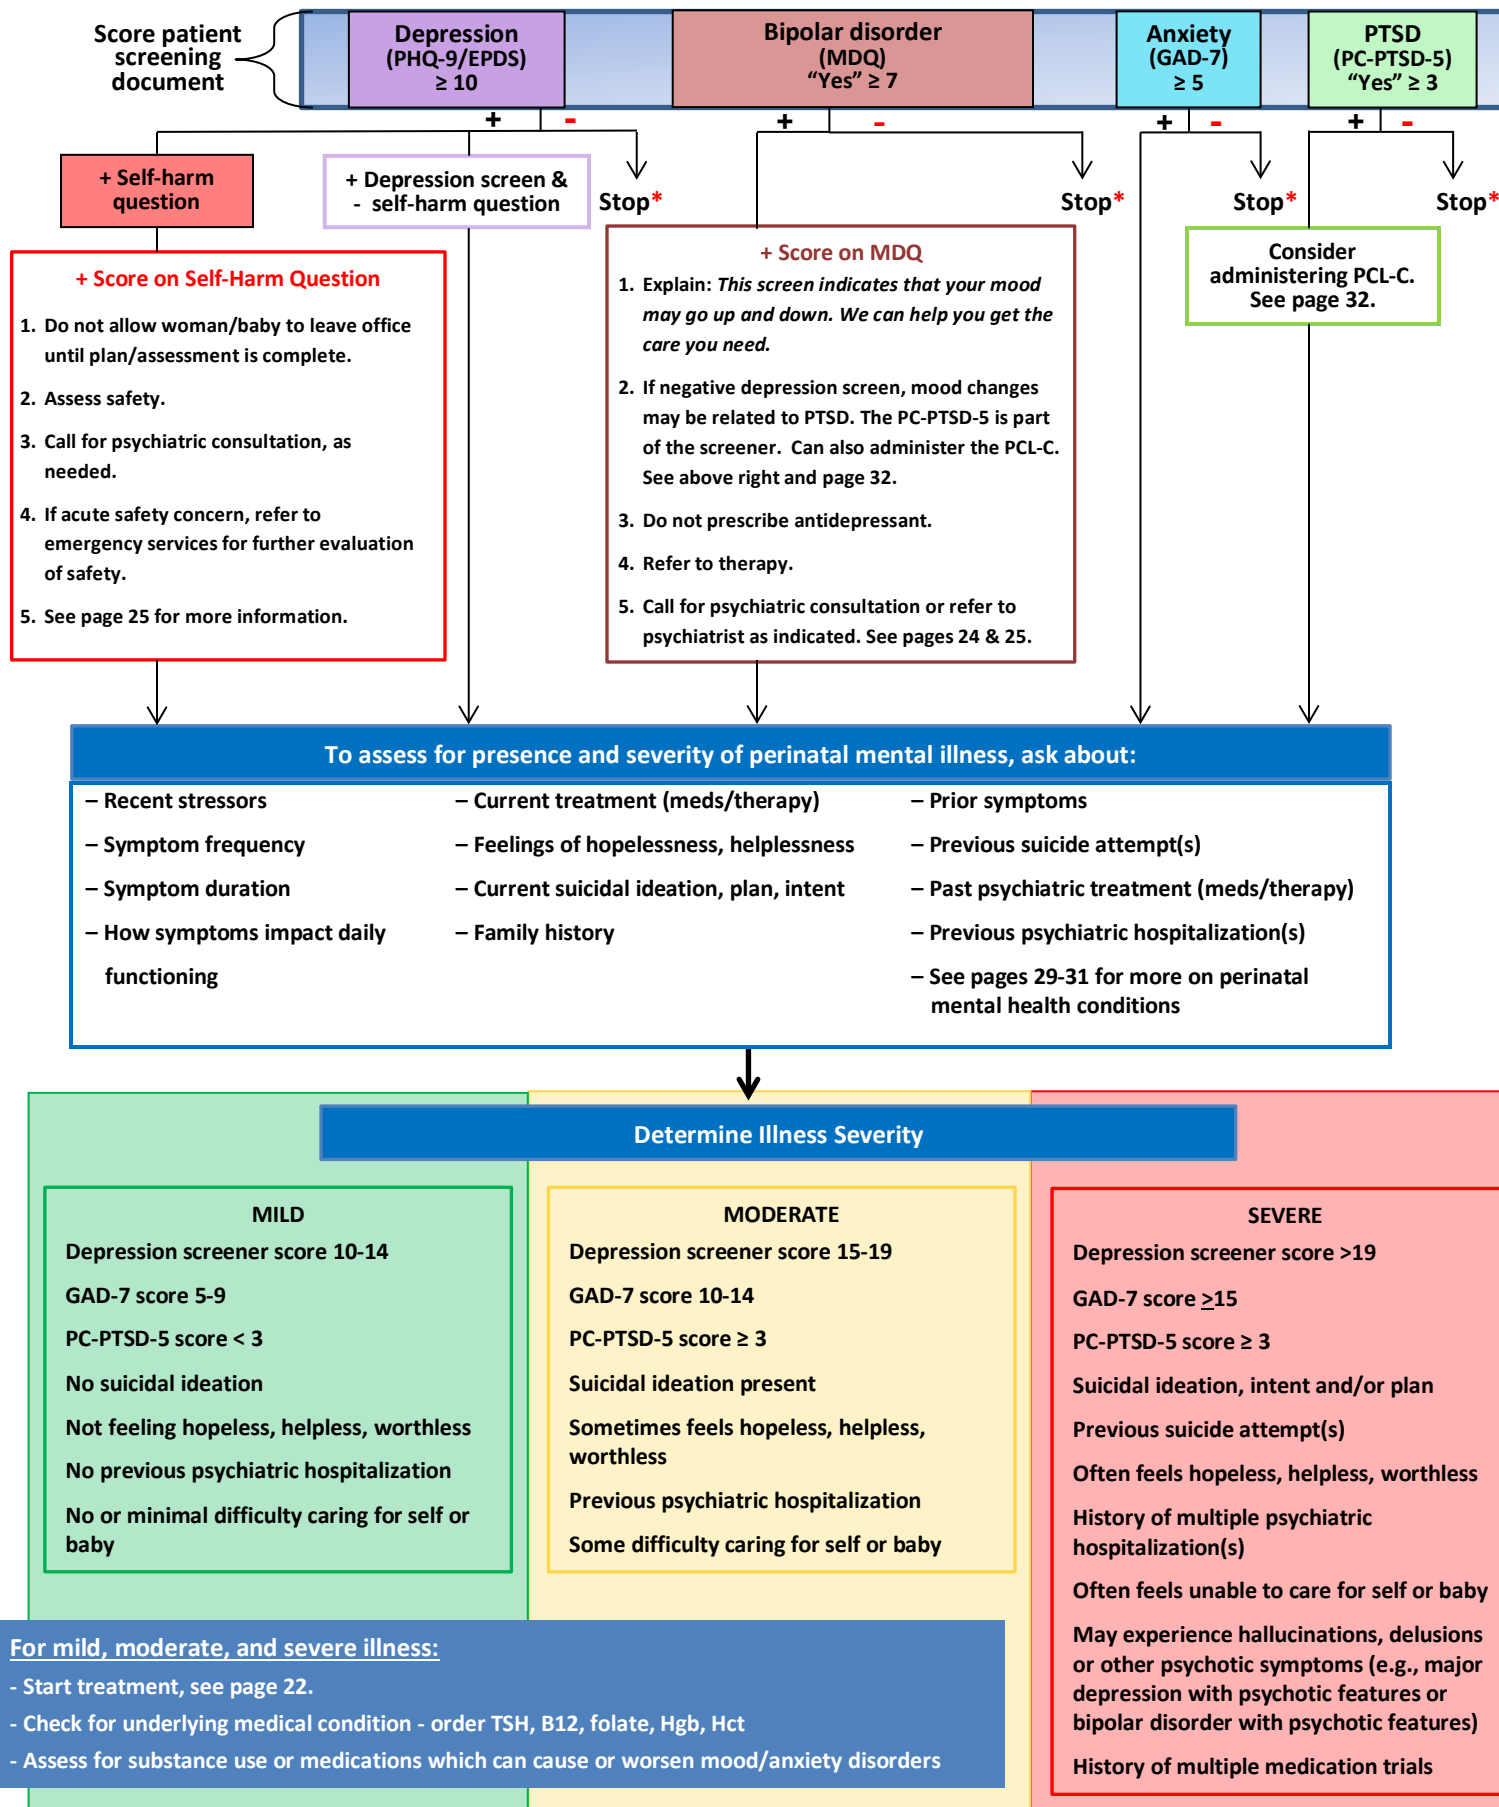 Score patient
screening
document
Depression
(PHQ-9/EPDS)
≥ 10
Bipolar disorder
(MDQ)
“Yes” ≥ 7
Anxiety
(GAD-7)
≥ 5
PTSD
(PC-PTSD-5)
“Yes” ≥ 3
+ -
+ -
+ -
+ -
+ Self-harm
question
+ Depression screen &
- self-harm question
Stop*
Stop*
Stop*
Stop*
+ Score on Self-Harm Question
1. Do not allow woman/baby to leave office
until plan/assessment is complete.
2. Assess safety.
3. Call for psychiatric consultation, as
needed.
4. If acute safety concern, refer to
emergency services for further evaluation
of safety.
5. See page 25 for more information.
+ Score on MDQ
1. Explain: This screen indicates that your mood
may go up and down. We can help you get the
care you need.
2. If negative depression screen, mood changes
may be related to PTSD. The PC-PTSD-5 is part
of the screener. Can also administer the PCL-C.
See above right and page 32.
3. Do not prescribe antidepressant.
4. Refer to therapy.
5. Call for psychiatric consultation or refer to
psychiatrist as indicated. See pages 24 & 25.
Consider
administering PCL-C.
See page 32.
To assess for presence and severity of perinatal mental illness, ask about:
– Recent stressors
– Symptom frequency
– Symptom duration
– How symptoms impact daily
functioning
– Current treatment (meds/therapy)
– Feelings of hopelessness, helplessness
– Current suicidal ideation, plan, intent
– Family history
– Prior symptoms
– Previous suicide attempt(s)
– Past psychiatric treatment (meds/therapy)
– Previous psychiatric hospitalization(s)
– See pages 29-31 for more on perinatal
mental health conditions
Determine Illness Severity
MILD
Depression screener score 10-14
GAD-7 score 5-9
PC-PTSD-5 score < 3
No suicidal ideation
Not feeling hopeless, helpless, worthless
No previous psychiatric hospitalization
No or minimal difficulty caring for self or
baby
MODERATE
Depression screener score 15-19
GAD-7 score 10-14
PC-PTSD-5 score ≥ 3
Suicidal ideation present
Sometimes feels hopeless, helpless,
worthless
Previous psychiatric hospitalization
Some difficulty caring for self or baby
SEVERE
Depression screener score >19
GAD-7 score ≥15
PC-PTSD-5 score ≥ 3
Suicidal ideation, intent and/or plan
Previous suicide attempt(s)
Often feels hopeless, helpless, worthless
History of multiple psychiatric
hospitalization(s)
Often feels unable to care for self or baby
May experience hallucinations, delusions
or other psychotic symptoms (e.g., major
depression with psychotic features or
bipolar disorder with psychotic features)
History of multiple medication trials
For mild, moderate, and severe illness:
- Start treatment, see page 22.
- Check for underlying medical condition - order TSH, B12, folate, Hgb, Hct
- Assess for substance use or medications which can cause or worsen mood/anxiety disorders